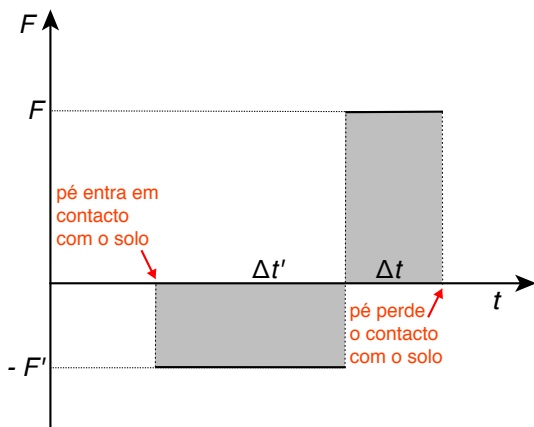 F
F
pé entra em
contacto
com o solo
Δt'
Δt
t
pé perde
o contacto
com o solo
- F'